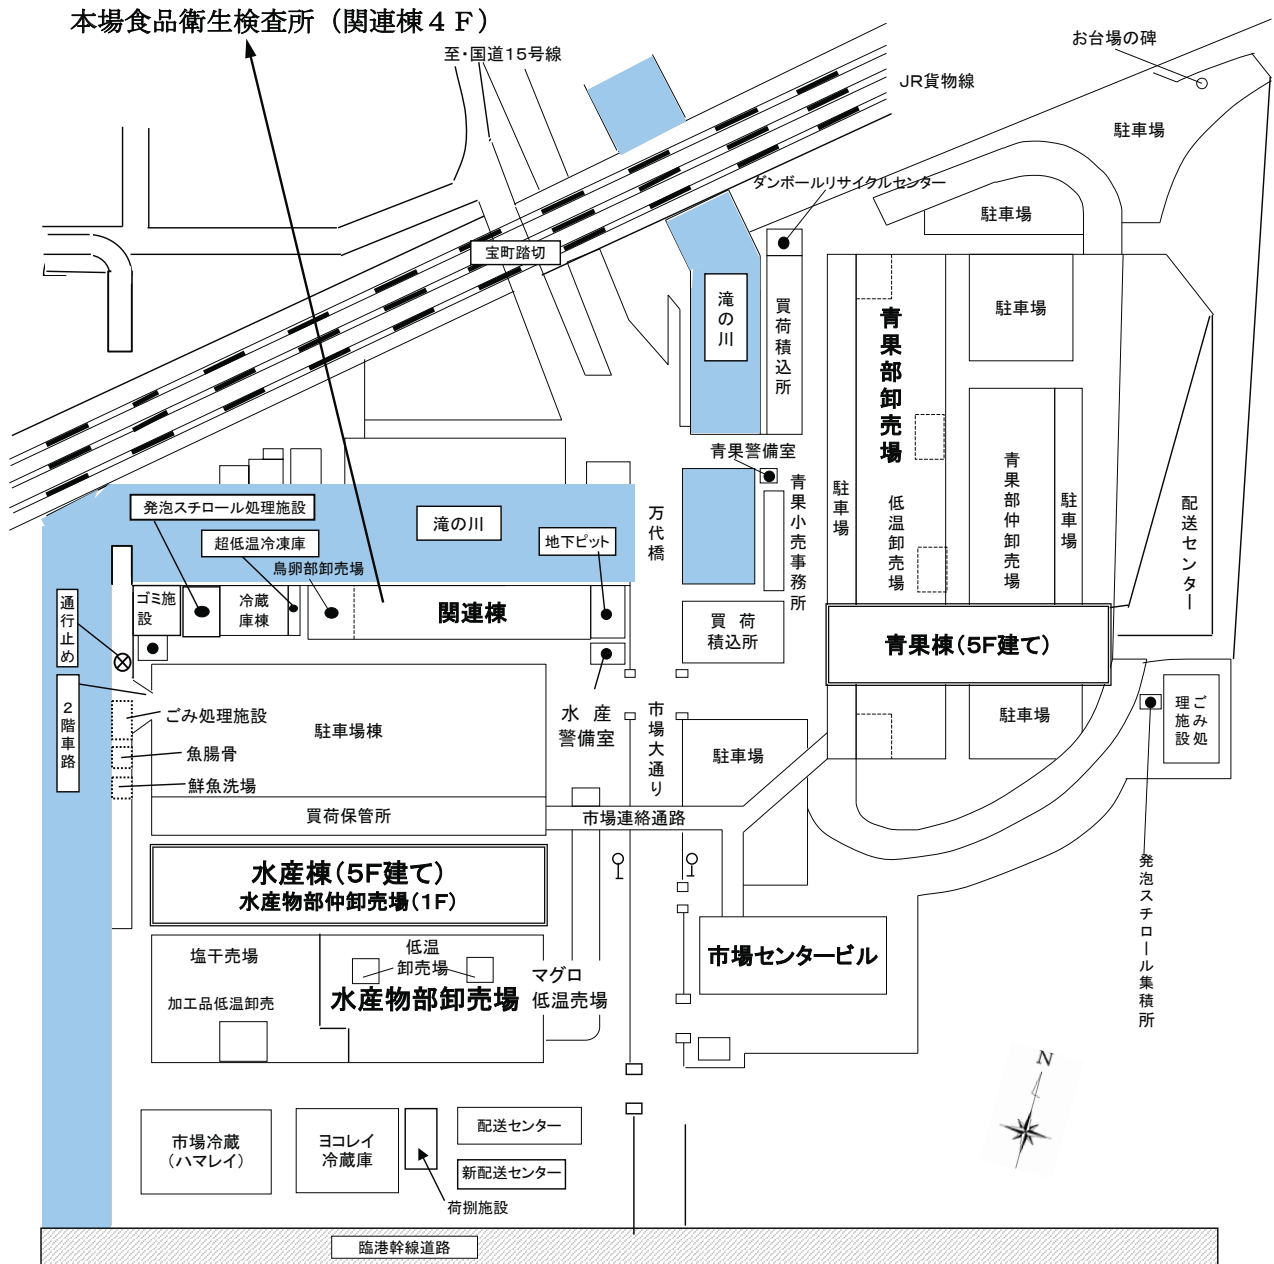 本場食品衛生検査所（関連棟４Ｆ）
至・国道15号線
お台場の碑
JR貨物線
駐車場
ダンボールリサイクルセンター
駐車場
宝町踏切
滝の川
買荷積込所
駐車場
青果部卸売場
青果警備室
駐車場
低温卸売場
青果部仲卸売場
駐車場
配送センター
青果小売事務所
万代橋
発泡スチロール処理施設
滝の川
超低温冷凍庫
地下ピット
鳥卵部卸売場
通行止め
ゴミ施
設
冷蔵
庫棟
関連棟
買 荷
積込所
青果棟（5F建て）
2階車路
ごみ処理施設
駐車場棟
水 産
警備室
市場大通り
駐車場
駐車場
ごみ処
理施設
魚腸骨
鮮魚洗場
買荷保管所
市場連絡通路
水産棟（5F建て）
水産物部仲卸売場（1F）
発泡スチロール集積所
塩干売場
低温
卸売場
マグロ
低温売場
市場センタービル
加工品低温卸売
水産物部卸売場
N
市場冷蔵
（ハマレイ）
ヨコレイ
冷蔵庫
配送センター
新配送センター
荷捌施設
臨港幹線道路